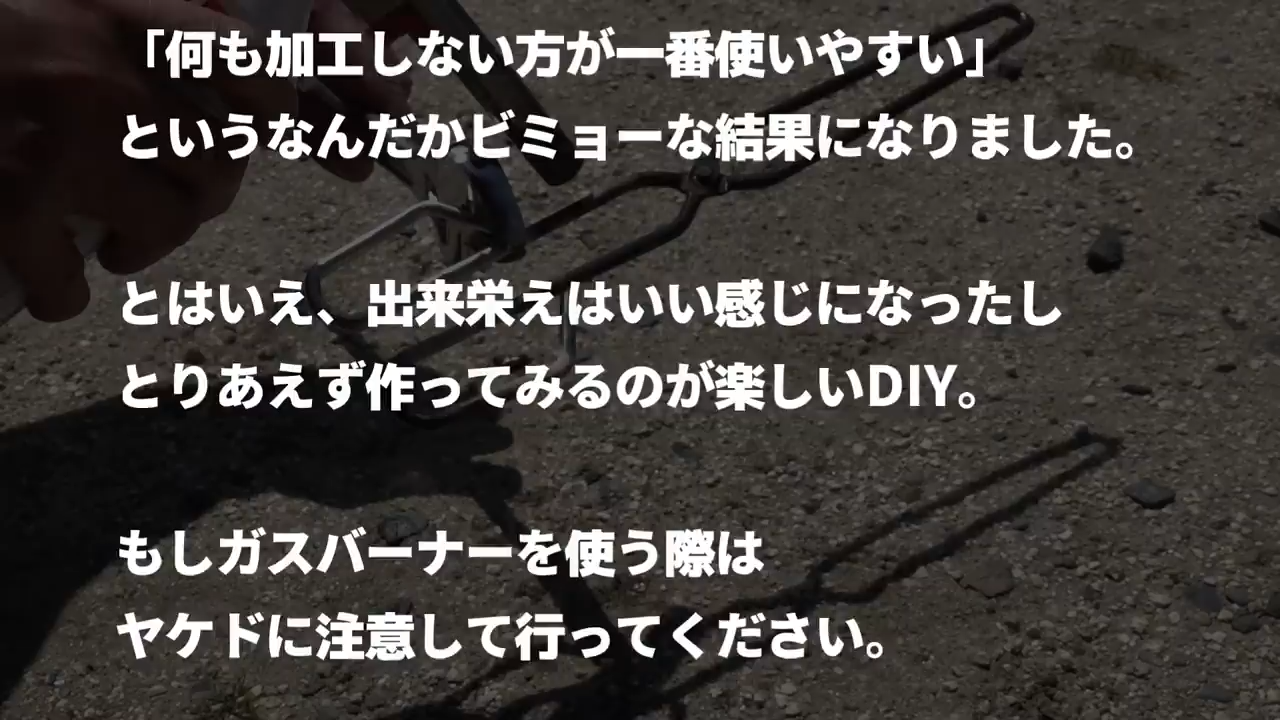 「何も加工しない方が一番使いやすい」
というなんだかビミョーな結果になりました。
とはいえ、出来栄えはいい感じになったし
とりあえず作ってみるのが楽しいDIY。
もしガスバーナーを使う際は
ヤケドに注意して行ってください。